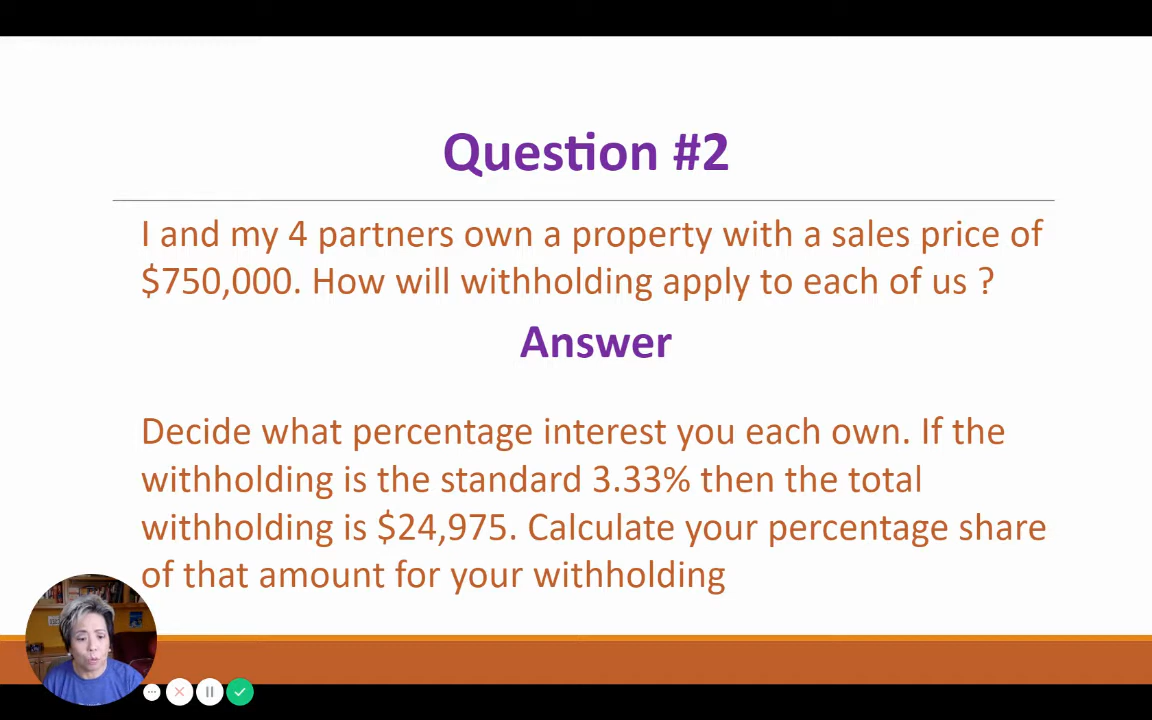 Question #2
I and my 4 partners own a property with a sales price of
$750,000. How will withholding apply to each of us ?
Answer
Decide what percentage interest you each own. If the
withholding is the standard 3.33% then the total
withholding is $24,975. Calculate your percentage share
of that amount for your withholding